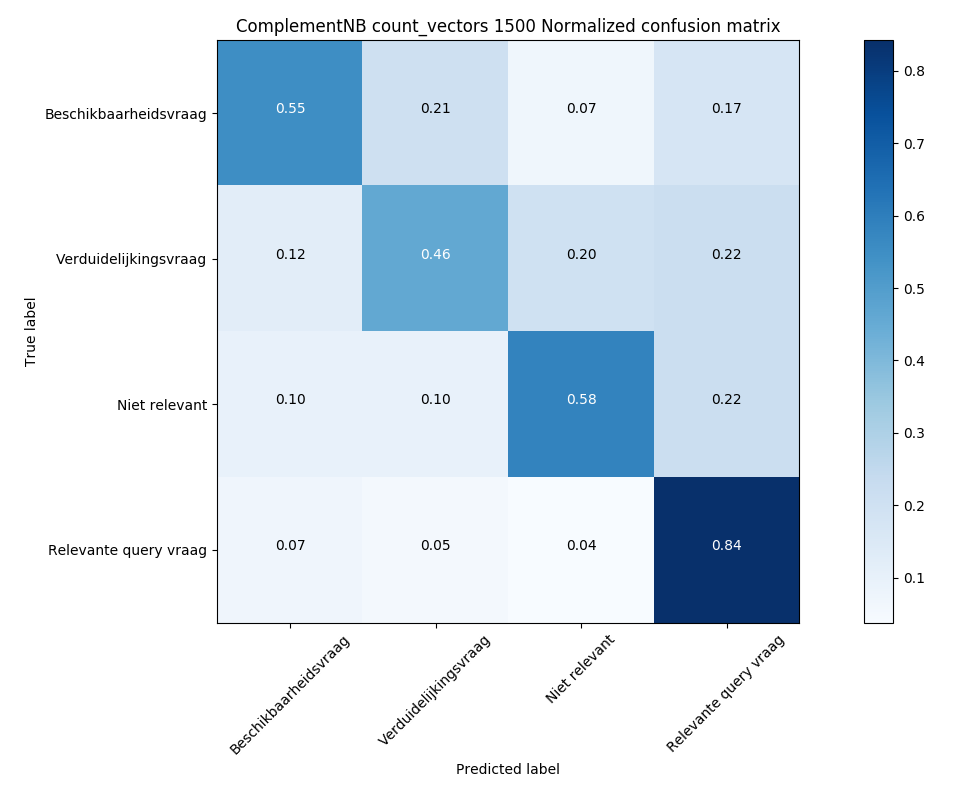 ComplementNB count_vectors 1500 Normalized confusion matrix
Beschikbaarheidsvraag 0.55 0.21 0.07 0.17
Verduidelijkingsvraag 0.12 0.46 0.20 0.22
Niet relevant 0.10 0.10 0.58 0.22
Relevante query vraag 0.07 0.05 0.04 0.84
True label
Beschikbaarheidsvraag
Verduidelijkingsvraag
Niet relevant
Relevante query vraag
Predicted label
0.8
0.7
0.6
0.5
0.4
0.3
0.2
0.1